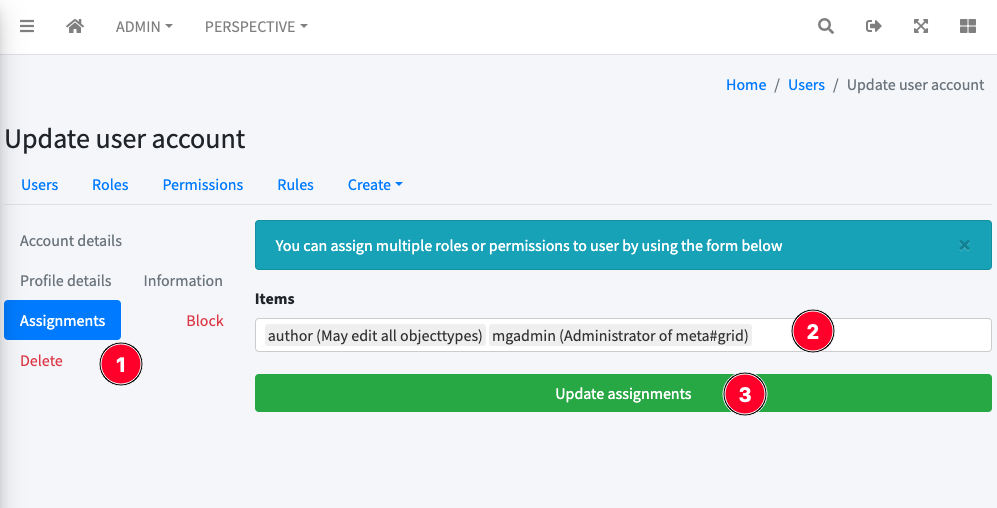 ADMIN PERSPECTIVE
Home / Users / Update user account
Update user account
Users Roles Permissions Rules Create
Account details
Profile details Information
Assignments Block
Delete
1
You can assign multiple roles or permissions to user by using the form below ×
Items
author (May edit all objecttypes) mgadmin (Administrator of meta#grid)
2
Update assignments
3